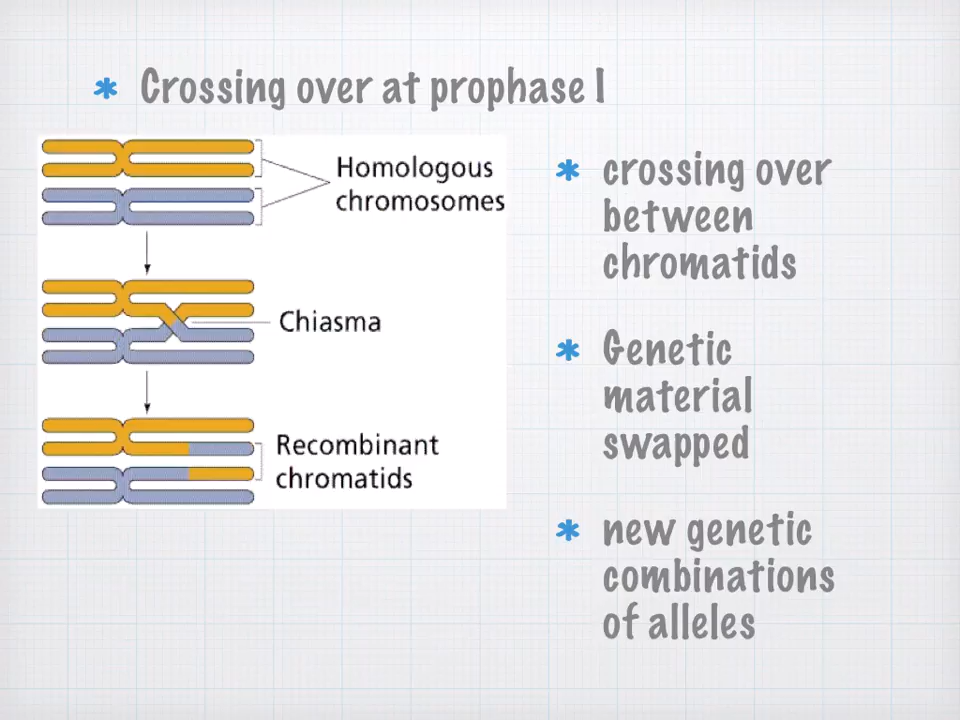 Crossing over at prophase I
Homologous
chromosomes
Chiasma
Recombinant
chromatids
crossing over
between
chromatids
Genetic
material
swapped
new genetic
combinations
of alleles